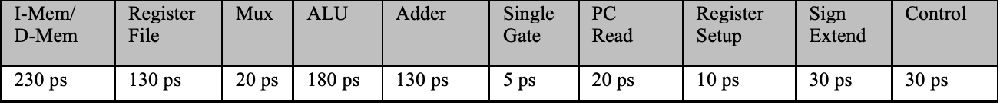 I-Mem/ D-Mem Register File Mux ALU Adder Single Gate PC Read Register Setup Sign Extend Control
230 ps 130 ps 20 ps 180 ps 130 ps 5 ps 20 ps 10 ps 30 ps 30 ps